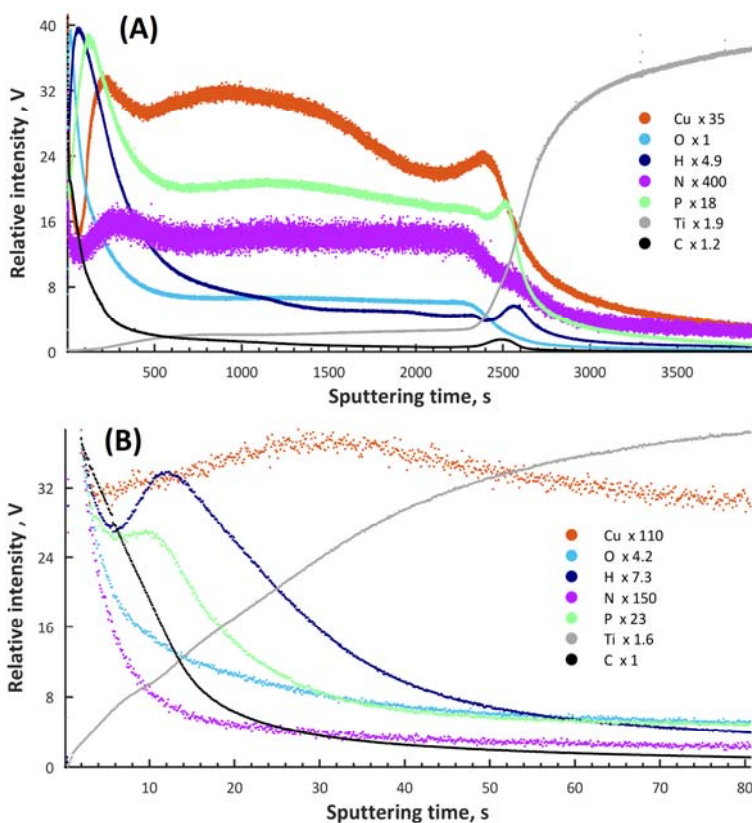 (A)
Relative intensity , V
40
32
24
16
8
0
Cu x 35
O x 1
H x 4.9
N x 400
P x 18
Ti x 1.9
C x 1.2
500 1000 1500 2000 2500 3000 3500
Sputtering time, s
(B)
Relative intensity , V
32
24
16
8
0
Cu x 110
O x 4.2
H x 7.3
N x 150
P x 23
Ti x 1.6
C x 1
10 20 30 40 50 60 70 80
Sputtering time, s